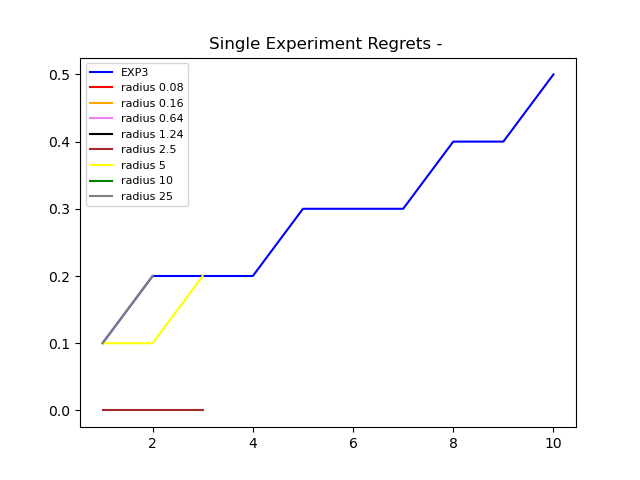 Single Experiment Regrets -
EXP3
radius 0.08
radius 0.16
radius 0.64
radius 1.24
radius 2.5
radius 5
radius 10
radius 25
0.5
0.4
0.3
0.2
0.1
0.0
2 4 6 8 10